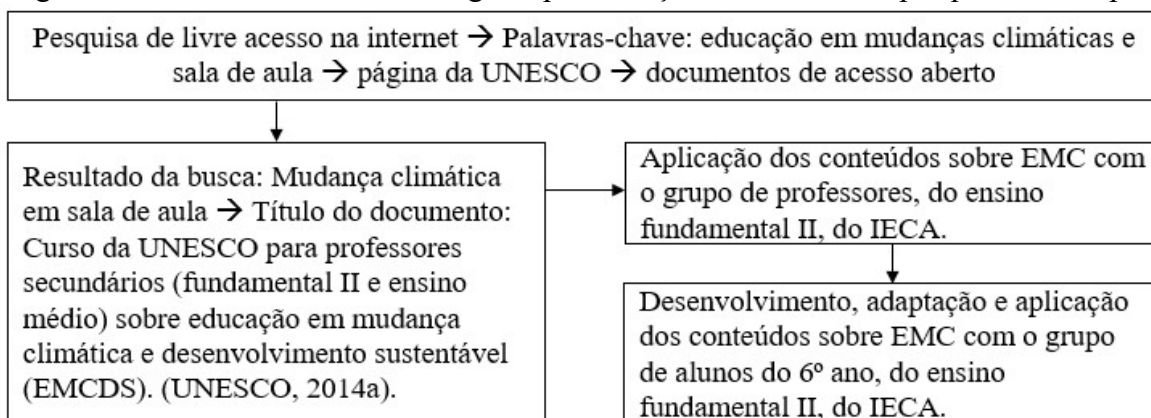 Pesquisa de livre acesso na internet → Palavras-chave: educação em mudanças climáticas e
sala de aula → página da UNESCO → documentos de acesso aberto
Resultado da busca: Mudança climática
em sala de aula → Título do documento:
Curso da UNESCO para professores
secundários (fundamental II e ensino
médio) sobre educação em mudança
climática e desenvolvimento sustentável
(EMCDS). (UNESCO, 2014a).
Aplicação dos conteúdos sobre EMC com
o grupo de professores, do ensino
fundamental II, do IECA.
Desenvolvimento, adaptação e aplicação
dos conteúdos sobre EMC com o grupo
de alunos do 6º ano, do ensino
fundamental II, do IECA.